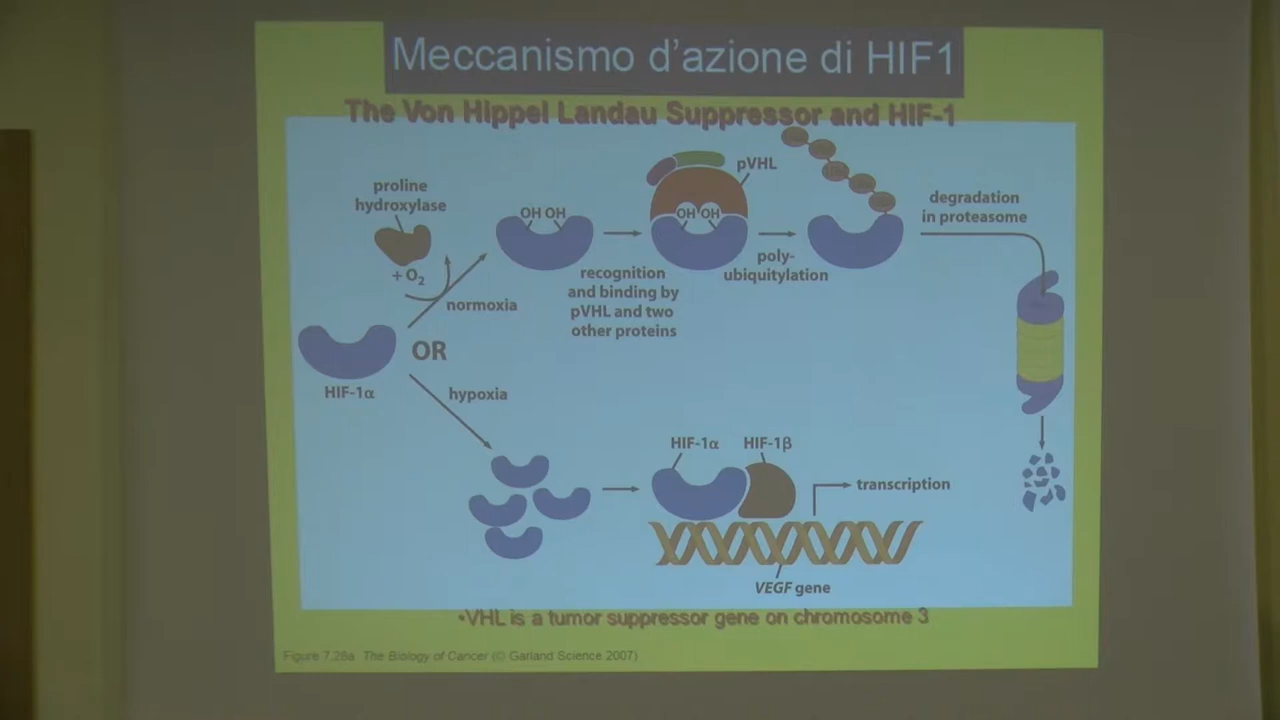 Meccanismo d'azione di HIF1
The Von Hippel Landau Suppressor and HIF-1
proline
hydroxylase
+ O2
normoxia
OH OH
recognition
and binding by
pVHL and two
other proteins
OH OH
pVHL
poly-
ubiquitylation
degradation
in proteasome
HIF-1α
OR
hypoxia
HIF-1α
HIF-1β
transcription
VEGF gene
•VHL is a tumor suppressor gene on chromosome 3
Figure 7.28a The Biology of Cancer (© Garland Science 2007)